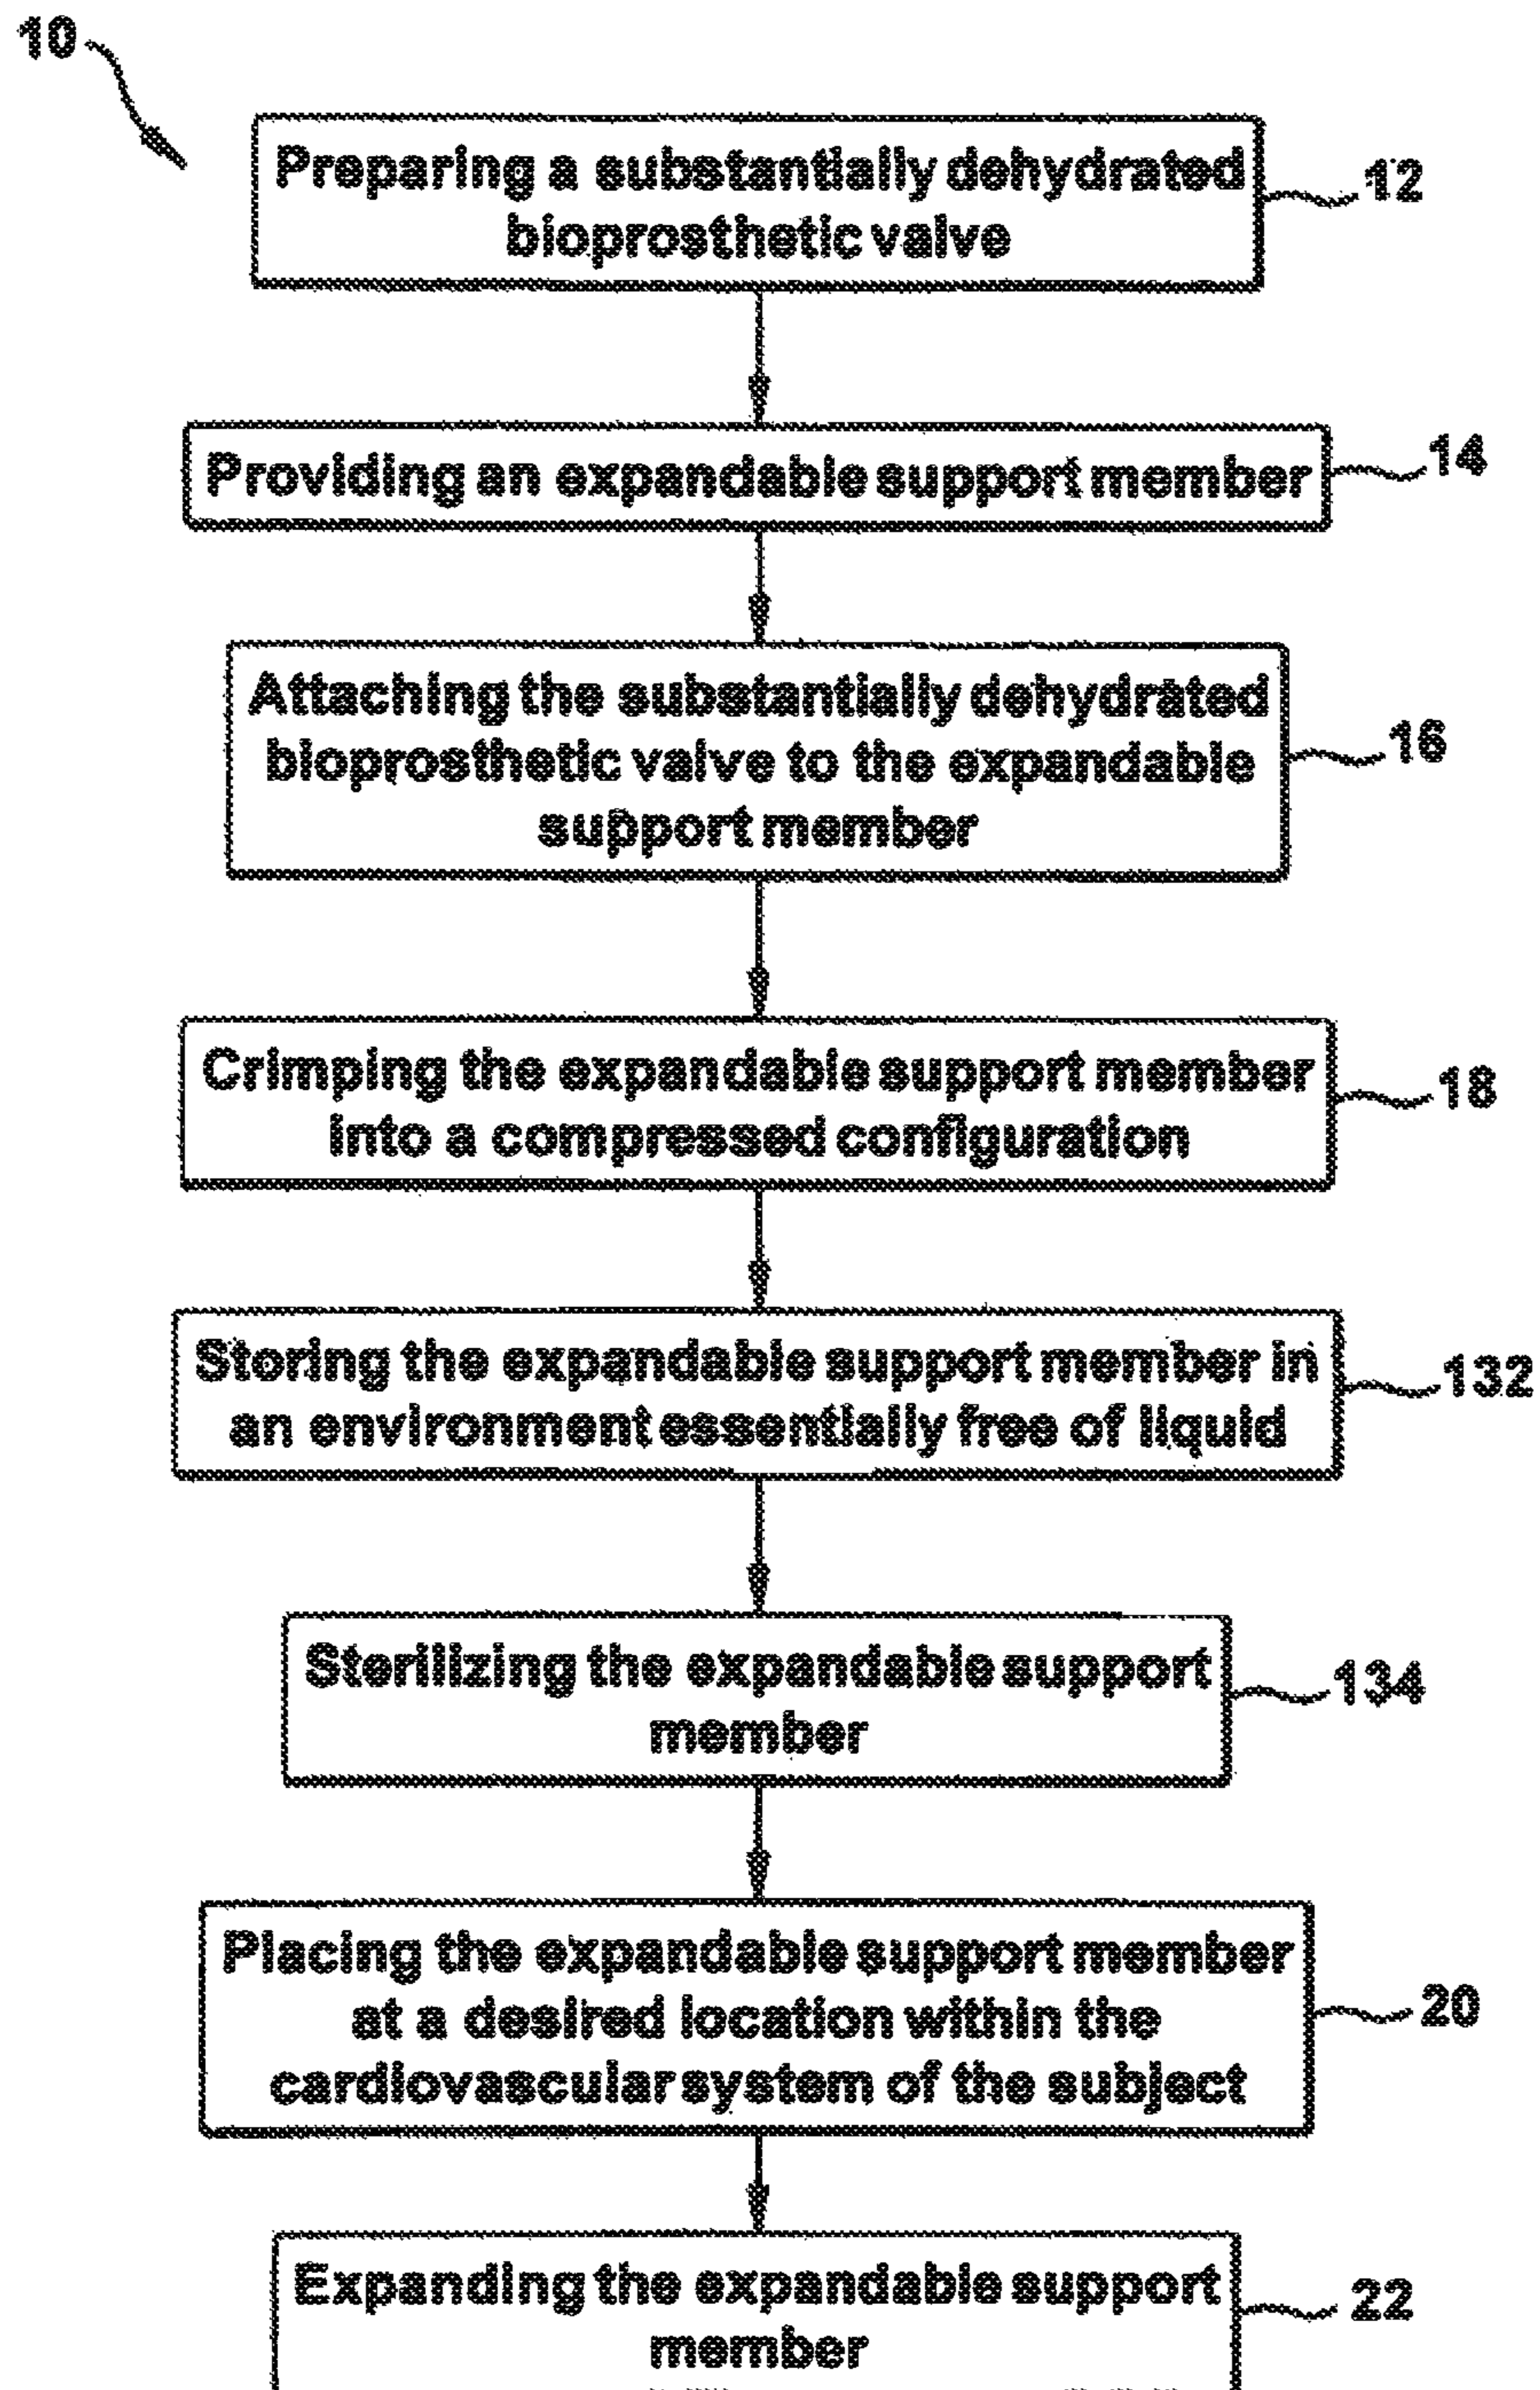 10
Preparing a substantially dehydrated
bioprosthetic valve
12
Providing an expandable support member
14
Attaching the substantially dehydrated
bioprosthetic valve to the expandable
support member
16
Crimping the expandable support member
into a compressed configuration
18
Storing the expandable support member in
an environment essentially free of liquid
132
Sterilizing the expandable support
member
134
Placing the expandable support member
at a desired location within the
cardiovascular system of the subject
20
Expanding the expandable support
member
22